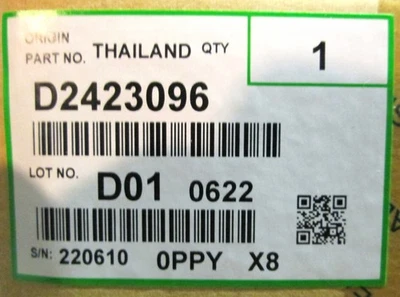 ORIGIN
PART NO. THAILAND QTY 1
D2423096
LOT NO. D01 0622
S/N: 220610 0PPY X8